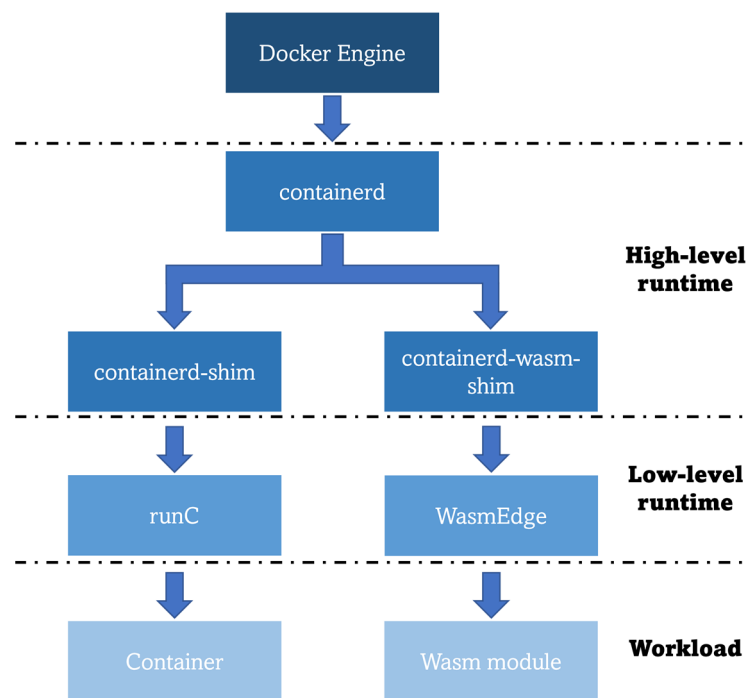 Docker Engine
containerd
High-level
runtime
containerd-shim
containerd-wasm-
shim
Low-level
runtime
runC
WasmEdge
Container
Wasm module
Workload